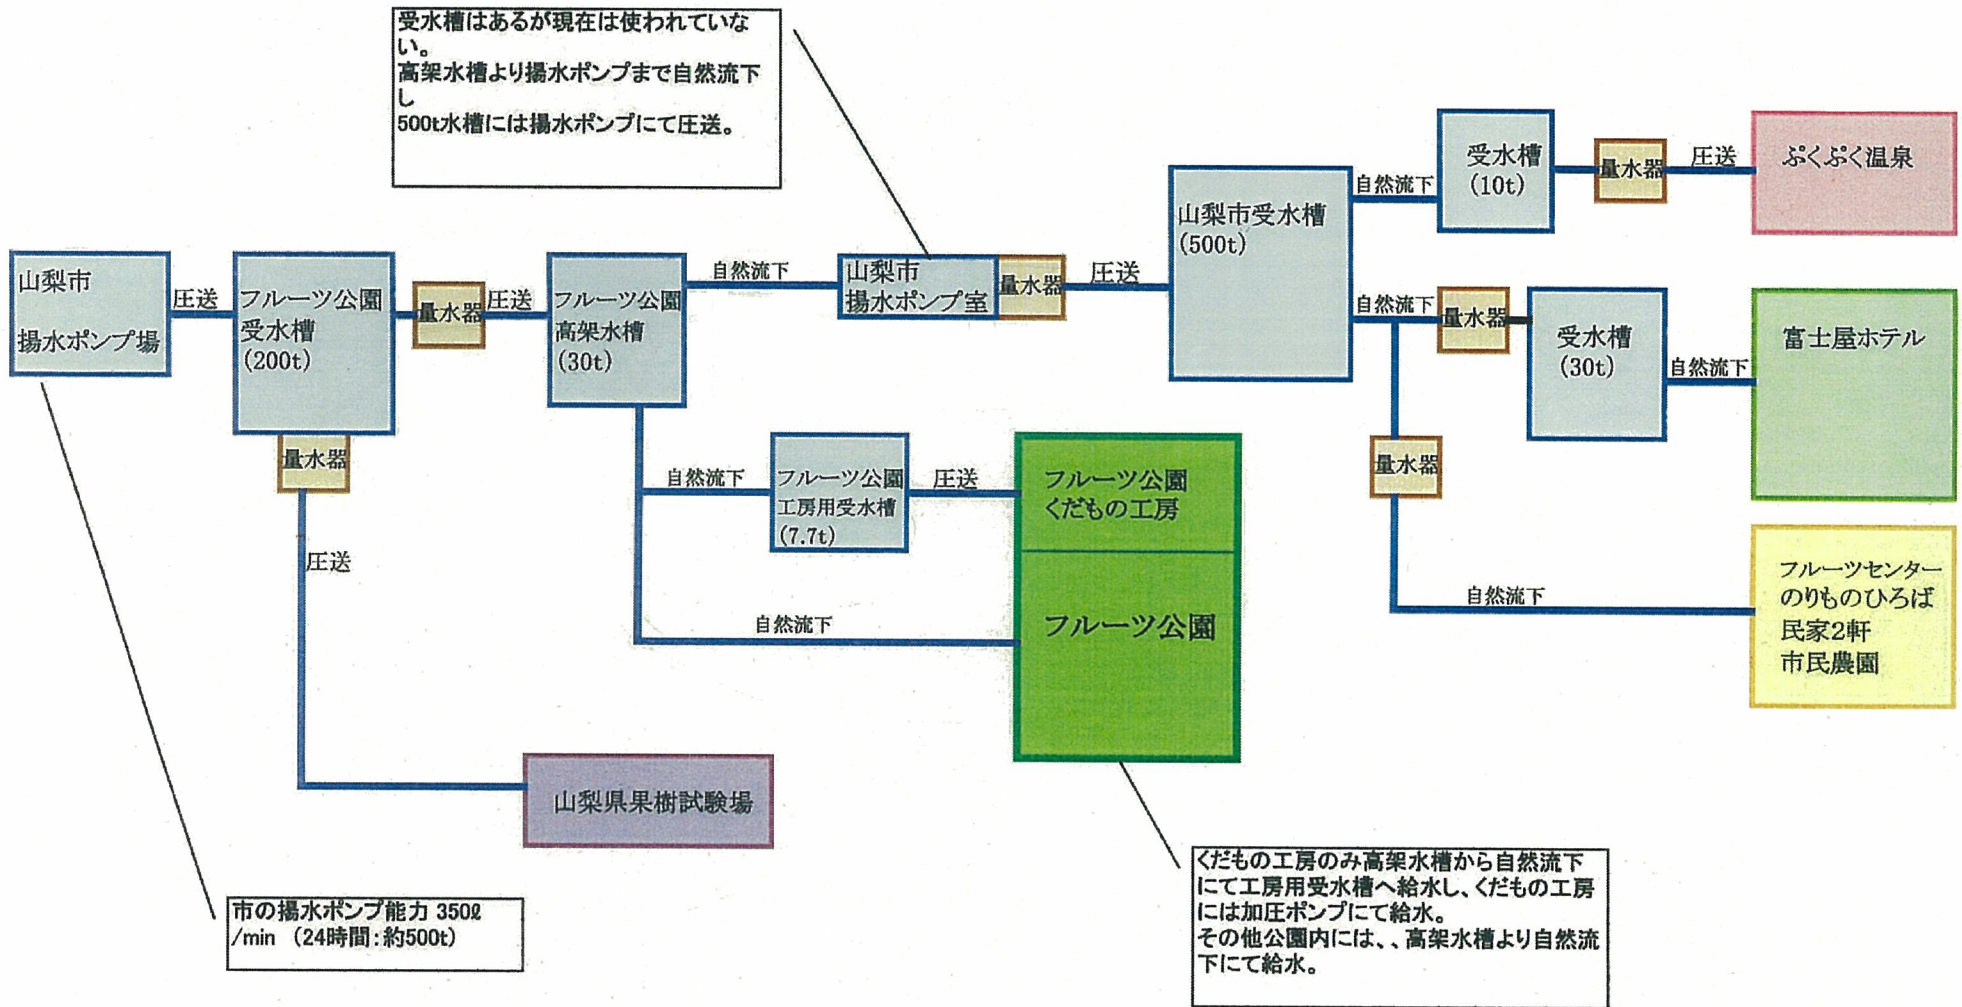 受水槽はあるが現在は使われていな
い。
高架水槽より揚水ポンプまで自然流下
し
500t水槽には揚水ポンプにて圧送。
山梨市
揚水ポンプ場
圧送
フルーツ公園
受水槽
(200t)
量水器
圧送
フルーツ公園
高架水槽
(30t)
自然流下
山梨市
揚水ポンプ室
量水器
圧送
山梨市受水槽
(500t)
自然流下
受水槽
(10t)
量水器
圧送
ぷくぷく温泉
自然流下
量水器
受水槽
(30t)
自然流下
富士屋ホテル
量水器
自然流下
フルーツセンター
のりものひろば
民家2軒
市民農園
量水器
圧送
山梨県果樹試験場
自然流下
フルーツ公園
工房用受水槽
(7.7t)
圧送
フルーツ公園
くだもの工房
自然流下
フルーツ公園
市の揚水ポンプ能力 350ℓ
/min （24時間：約500t）
くだもの工房のみ高架水槽から自然流下
にて工房用受水槽へ給水し、くだもの工房
には加圧ポンプにて給水。
その他公園内には、、高架水槽より自然流
下にて給水。